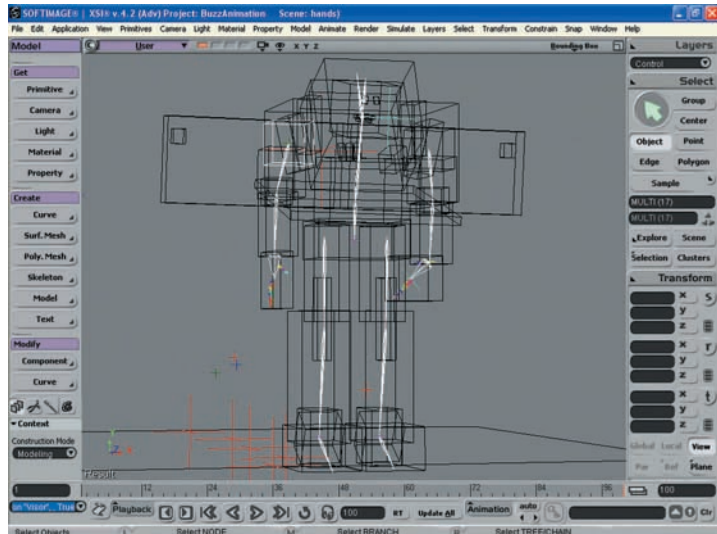 SOFTIMAGE® | XSI® v.4.2 (Adv) Project: BuzzAnimation Scene: hands)
File Edit Application View Primitives Camera Light Material Property Model Animate Render Simulate Layers Select Transform Constrain Snap Window Help
Model
User
X Y Z
Bounding Box
Layers
Control
Get
Primitive
Camera
Light
Material
Property
Create
Curve
Surf. Mesh
Poly. Mesh
Skeleton
Model
Text
Modify
Component
Curve
Context
Construction Mode
Modeling
Result
Select
Group
Center
Object Point
Edge Polygon
Sample
MULTI (17)
MULTI (17)
Explore Scene
Selection Clusters
Transform
x s
y
z
x r
y
z
x t
y
z
Global Local View
Par Ref Plane
1 12 24 36 48 60 72 84 96 100
on "Visor", , True
Playback
100
RT
Update All
Animation
auto
Clr
Select Objects L Select NODE M Select BRANCH R Select TREE/CHAIN